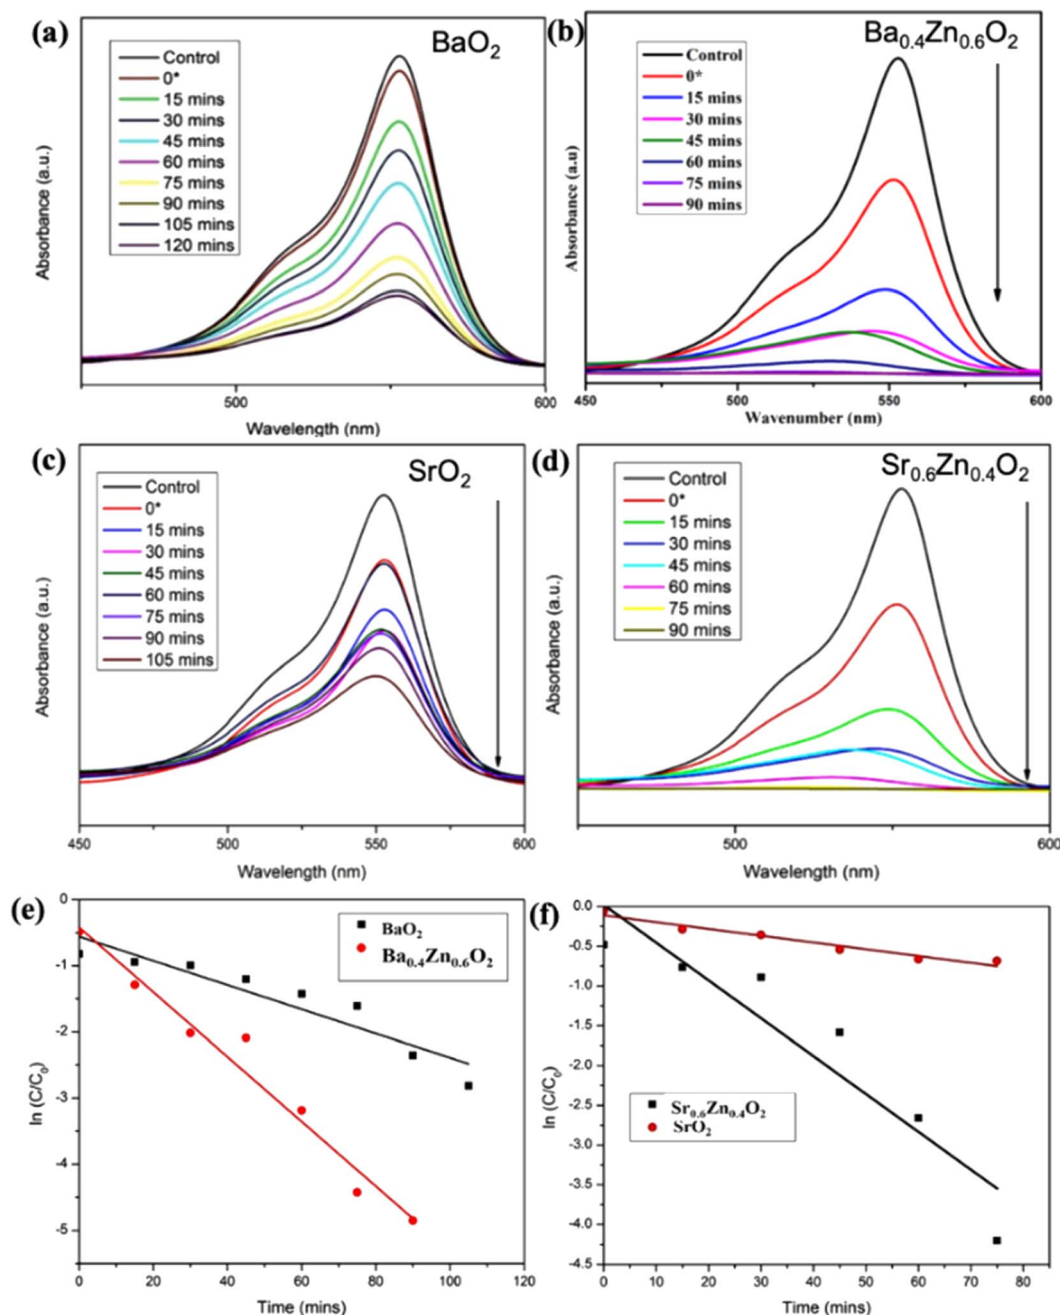 (a)
BaO₂
Control
0*
15 mins
30 mins
45 mins
60 mins
75 mins
90 mins
105 mins
120 mins
Absorbance (a.u.)
500
600
Wavelength (nm)
(b)
Ba₀.₄Zn₀.₆O₂
Control
0*
15 mins
30 mins
45 mins
60 mins
75 mins
90 mins
Absorbance (a.u)
450
500
550
600
Wavenumber (nm)
(c)
SrO₂
Control
0*
15 mins
30 mins
45 mins
60 mins
75 mins
90 mins
105 mins
Absorbance (a.u.)
450
500
550
600
Wavelength (nm)
(d)
Sr₀.₆Zn₀.₄O₂
Control
0*
15 mins
30 mins
45 mins
60 mins
75 mins
90 mins
Absorbance (a.u.)
500
600
Wavelength (nm)
(e)
BaO₂
Ba₀.₄Zn₀.₆O₂
0
-1
-2
-3
-4
-5
ln (C/C₀)
0
20
40
60
80
100
120
Time (mins)
(f)
Sr₀.₆Zn₀.₄O₂
SrO₂
0.0
-0.5
-1.0
-1.5
-2.0
-2.5
-3.0
-3.5
-4.0
-4.5
ln (C/C₀)
0
10
20
30
40
50
60
70
80
Time (mins)